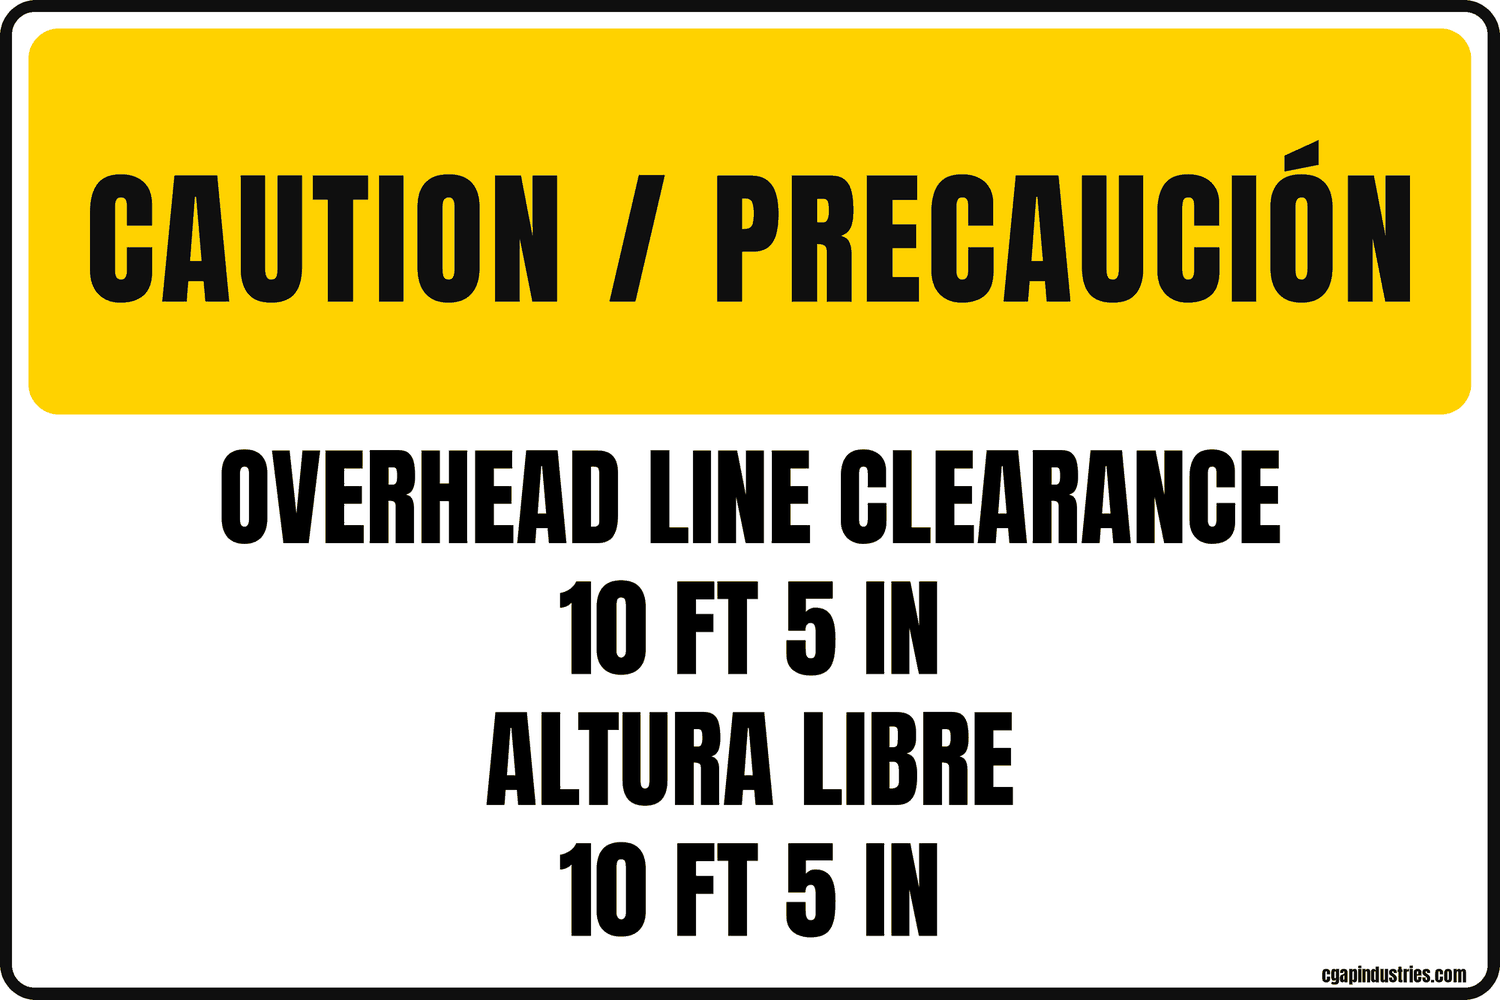 CAUTION / PRECAUCIÓN
OVERHEAD LINE CLEARANCE
10 FT 5 IN
ALTURA LIBRE
10 FT 5 IN
cgapindustries.com